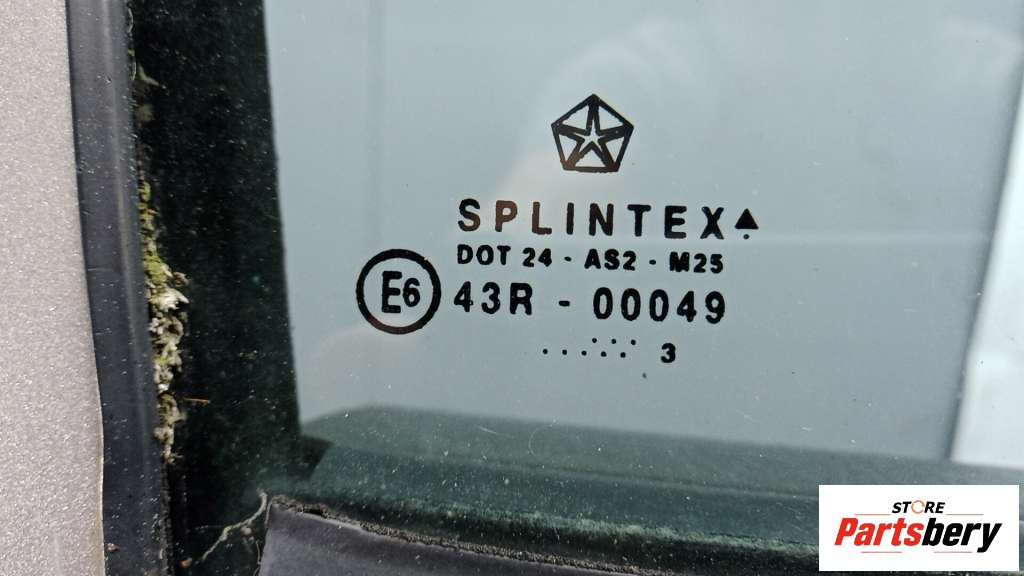 SPLINTEX
DOT 24 - AS2 - M25
E6 43R - 00049
..... 3
STORE
Partsbery